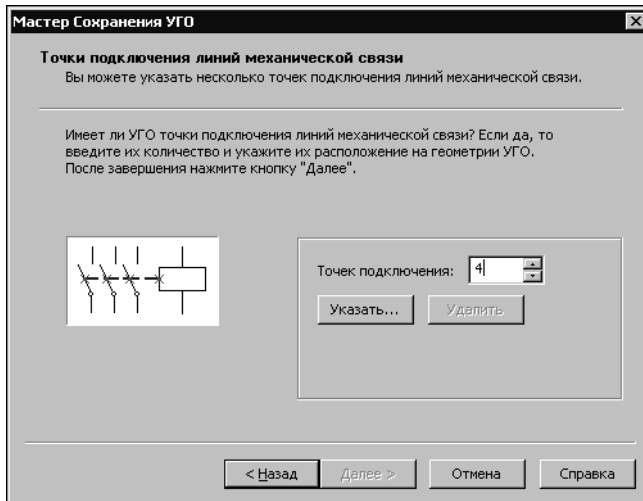 Мастер Сохранения УГО
Точки подключения линий механической связи
Вы можете указать несколько точек подключения линий механической связи.
Имеет ли УГО точки подключения линий механической связи? Если да, то
введите их количество и укажите их расположение на геометрии УГО.
После завершения нажмите кнопку "Далее".
Точек подключения: 4
Указать... Удалить
< Назад Далее > Отмена Справка